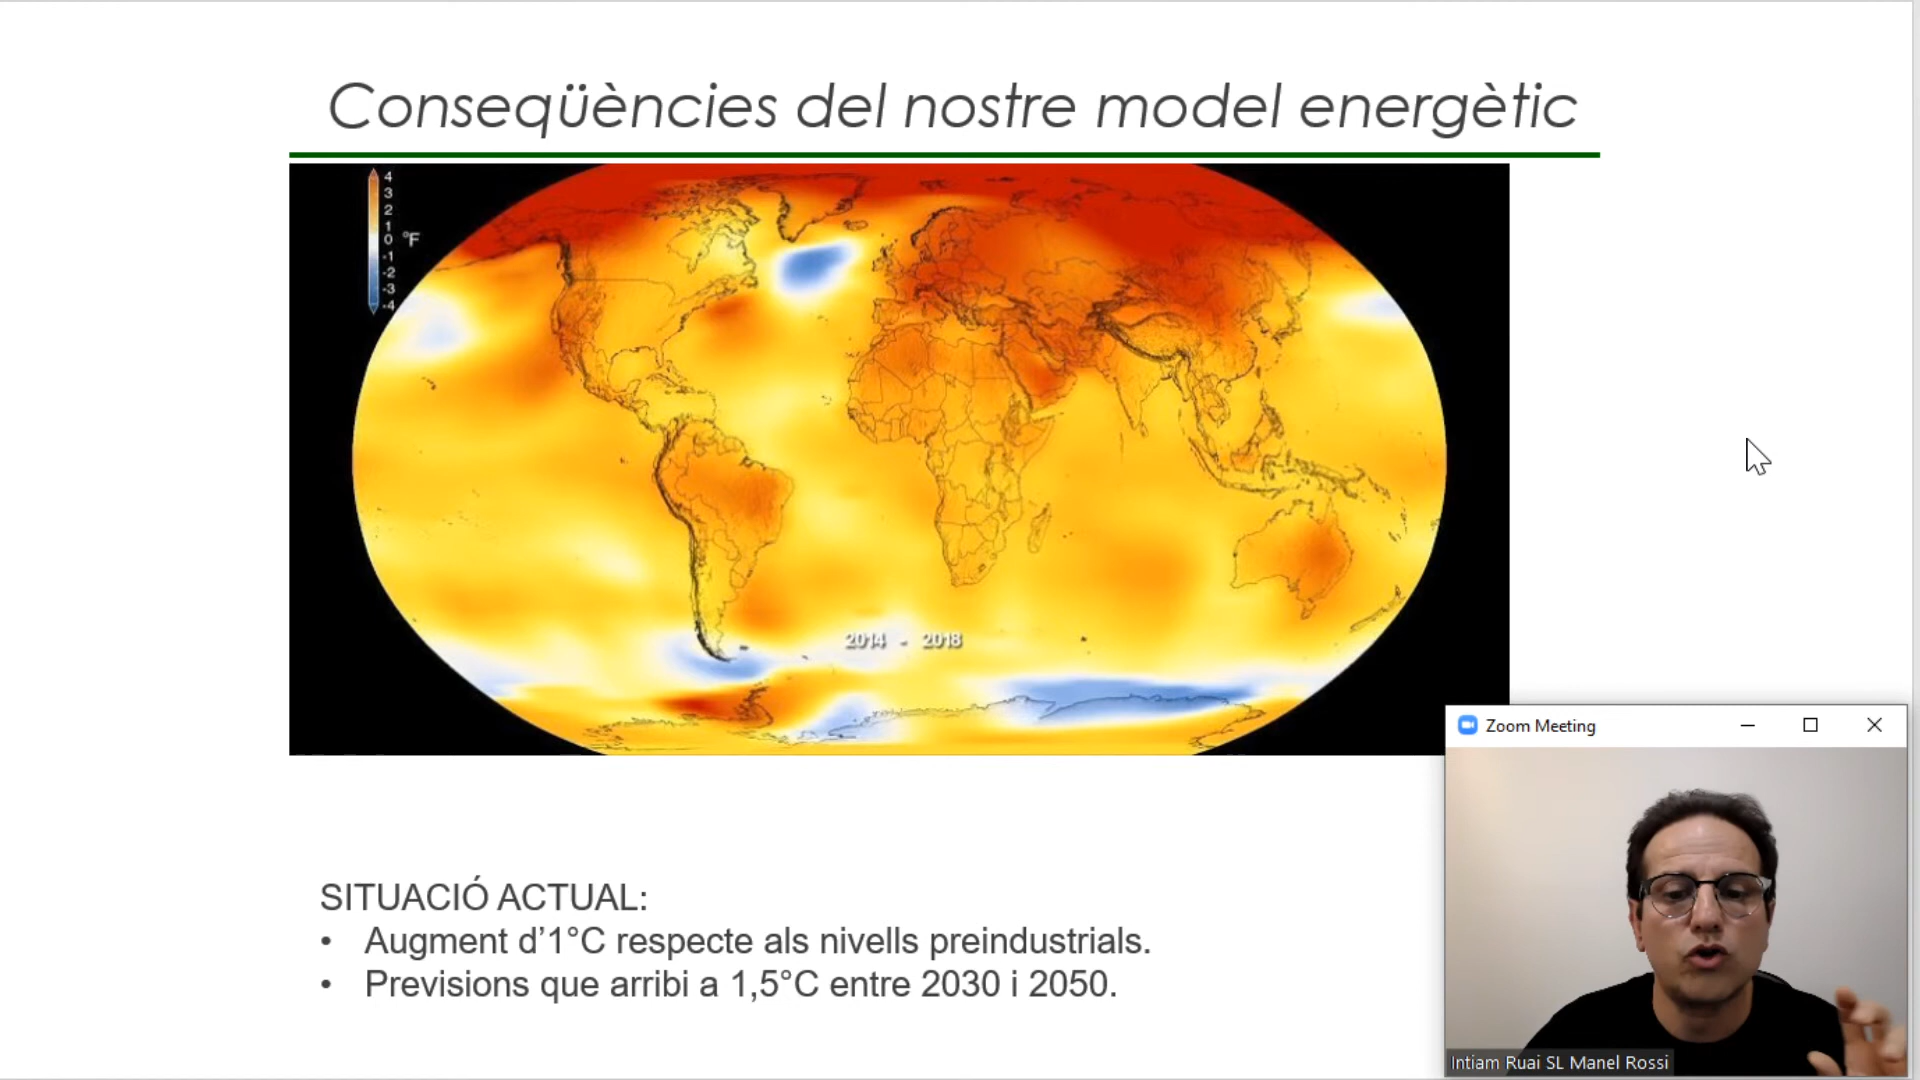 Conseqüències del nostre model energètic
4
3
2
1
0 °F
-1
-2
-3
-4
2014 - 2018
Zoom Meeting
SITUACIÓ ACTUAL:
• Augment d’1°C respecte als nivells preindustrials.
• Previsions que arribi a 1,5°C entre 2030 i 2050.
Intiam Ruai SL Manel Rossi